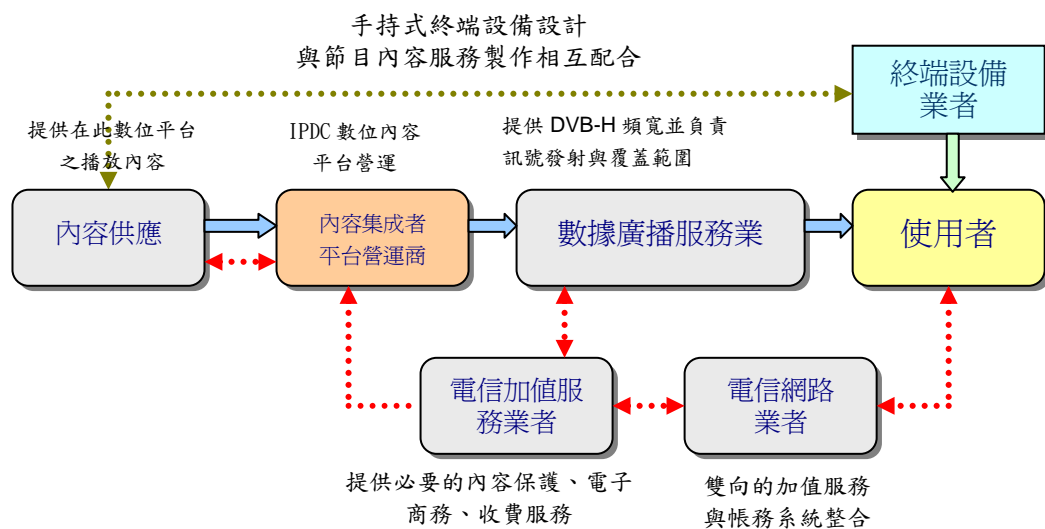 手持式終端設備設計
與節目內容服務製作相互配合
終端設備
業者
提供在此數位平台
之播放內容
IPDC 數位內容
平台營運
提供 DVB-H 頻寬並負責
訊號發射與覆蓋範圍
內容供應
內容集成者
平台營運商
數據廣播服務業
使用者
電信加值服
務業者
電信網路
業者
提供必要的內容保護、電子
商務、收費服務
雙向的加值服務
與帳務系統整合